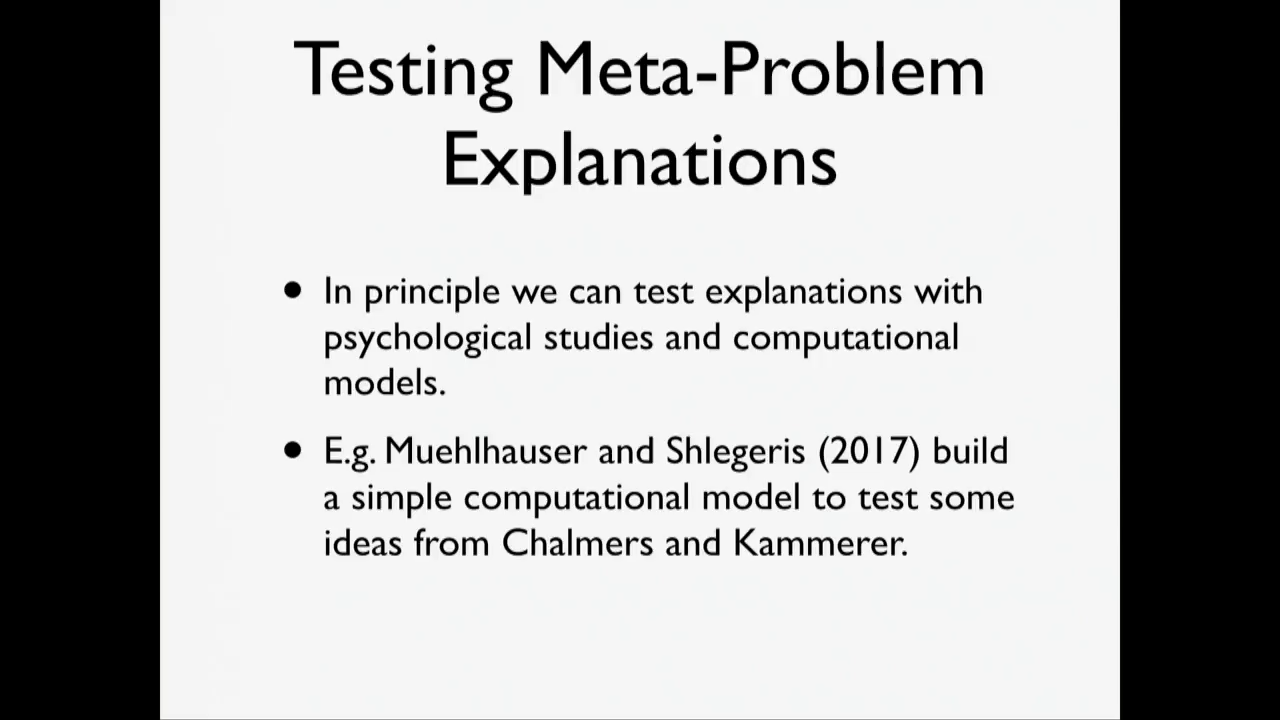 Testing Meta-Problem
Explanations
• In principle we can test explanations with
psychological studies and computational
models.
• E.g. Muehlhauser and Shlegeris (2017) build
a simple computational model to test some
ideas from Chalmers and Kammerer.